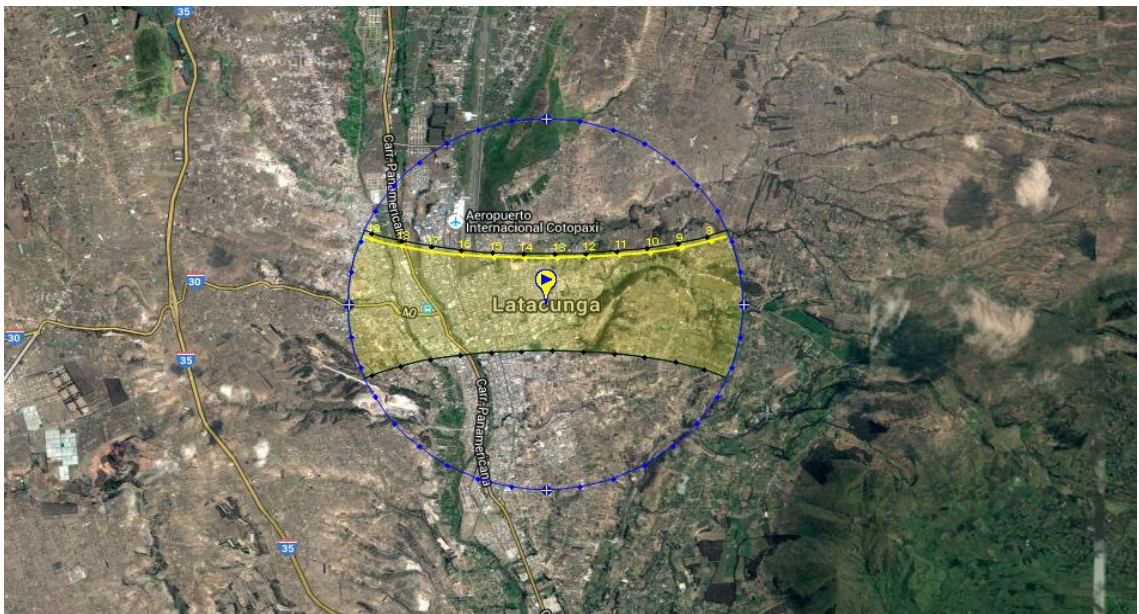 35
Carr. Panamericana
Aeropuerto
Internacional Cotopaxi
19 18 17 16 15 14 13 12 11 10 9 8
30
Latacunga
30
35
Carr. Panamericana
35